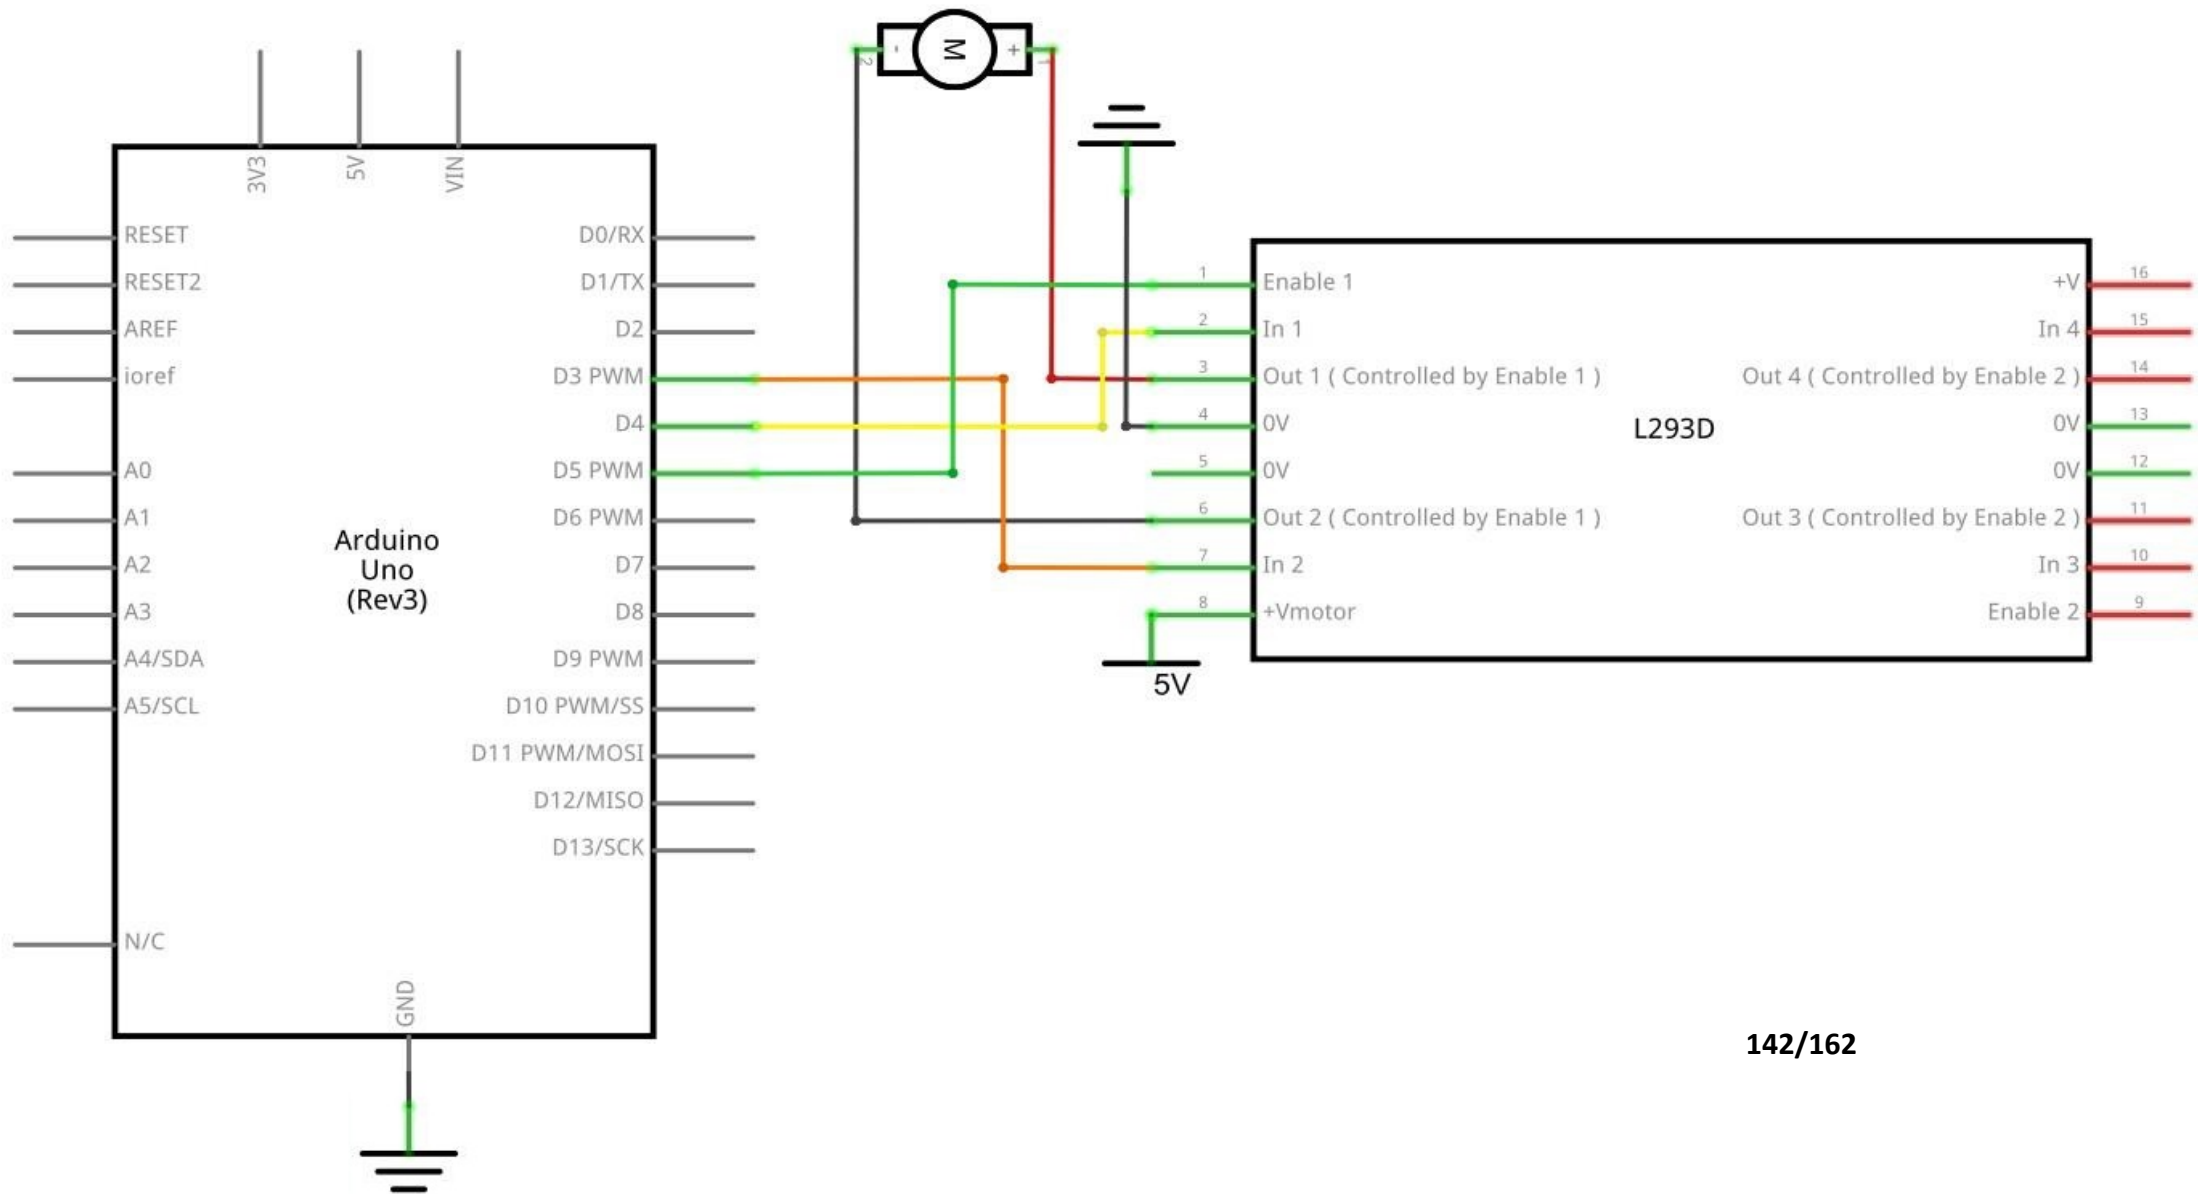 M
-
+
2
1
3V3
5V
VIN
RESET
RESET2
AREF
ioref
A0
A1
A2
A3
A4/SDA
A5/SCL
N/C
D0/RX
D1/TX
D2
D3 PWM
D4
D5 PWM
D6 PWM
D7
D8
D9 PWM
D10 PWM/SS
D11 PWM/MOSI
D12/MISO
D13/SCK
Arduino
Uno
(Rev3)
GND
1 Enable 1
2 In 1
3 Out 1 ( Controlled by Enable 1 )
4 0V
5 0V
6 Out 2 ( Controlled by Enable 1 )
7 In 2
8 +Vmotor
5V
L293D
+V 16
In 4 15
Out 4 ( Controlled by Enable 2 ) 14
0V 13
0V 12
Out 3 ( Controlled by Enable 2 ) 11
In 3 10
Enable 2 9
142/162